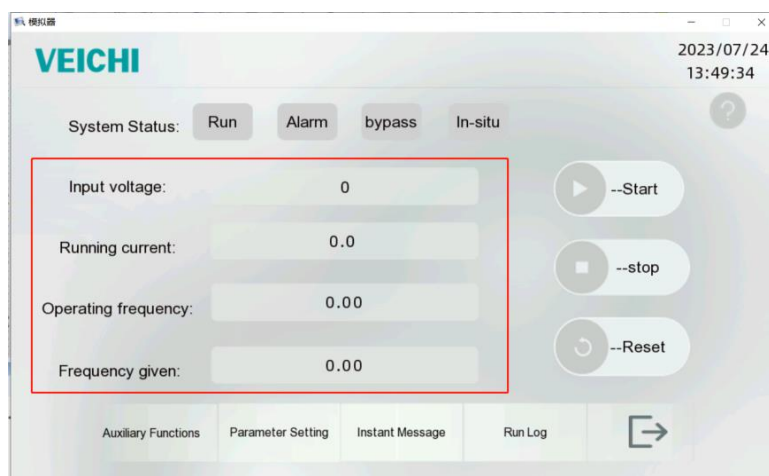 模拟器
VEICHI
2023/07/24
13:49:34
System Status: Run Alarm bypass In-situ
Input voltage: 0
--Start
Running current: 0.0
--stop
Operating frequency: 0.00
--Reset
Frequency given: 0.00
Auxiliary Functions Parameter Setting Instant Message Run Log